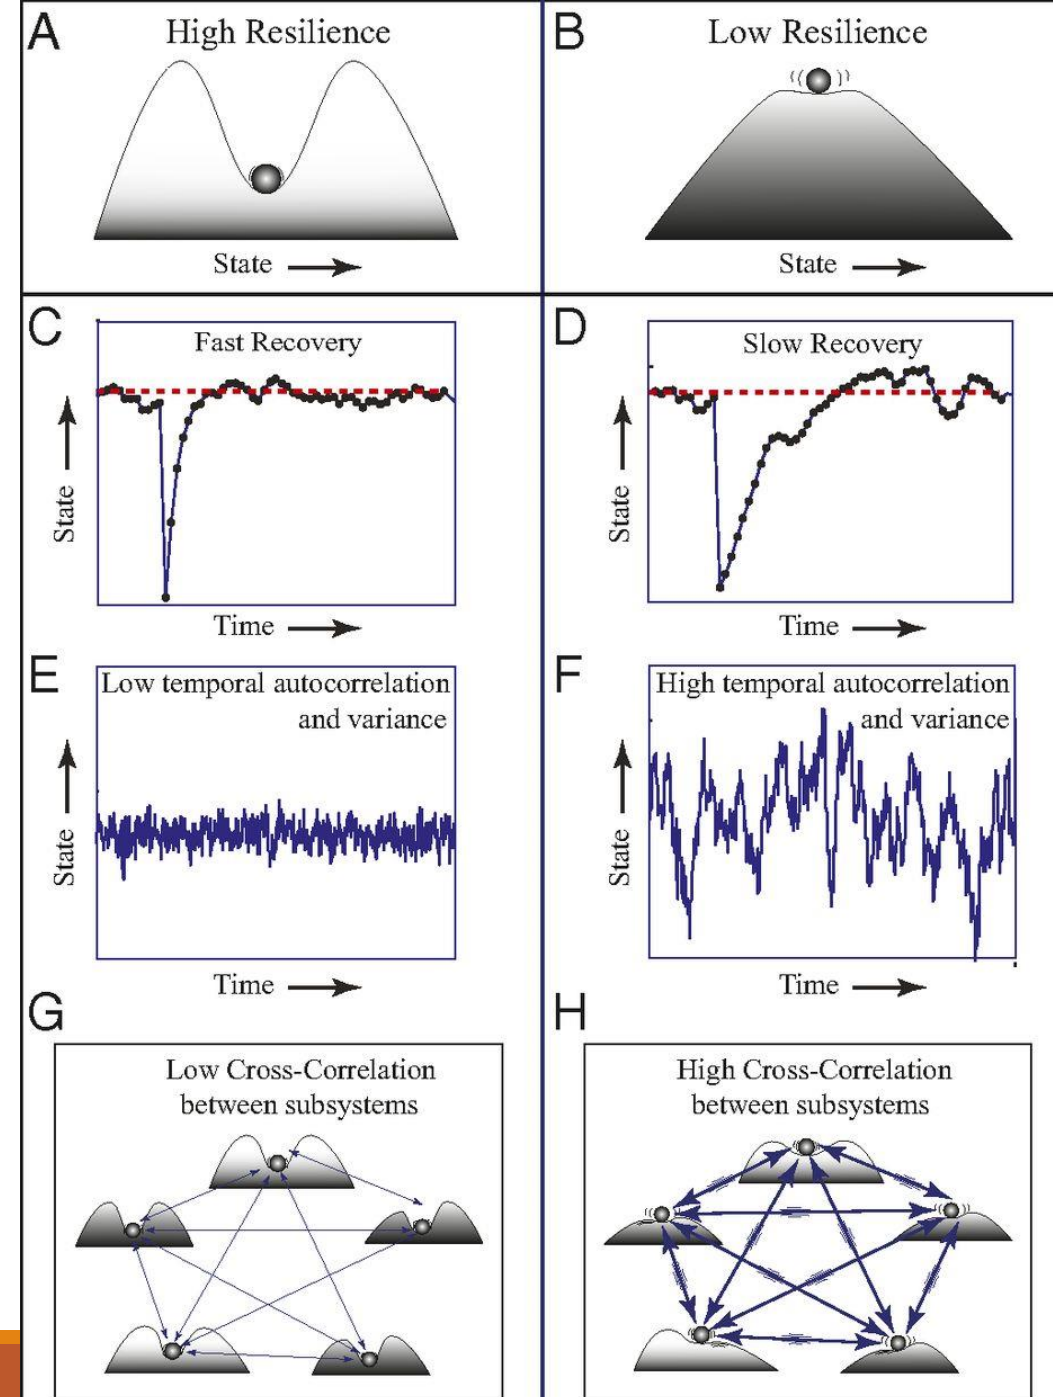 A
High Resilience
State
B
Low Resilience
State
C
Fast Recovery
State
Time
D
Slow Recovery
State
Time
E
Low temporal autocorrelation
and variance
State
Time
F
High temporal autocorrelation
and variance
State
Time
G
Low Cross-Correlation
between subsystems
H
High Cross-Correlation
between subsystems